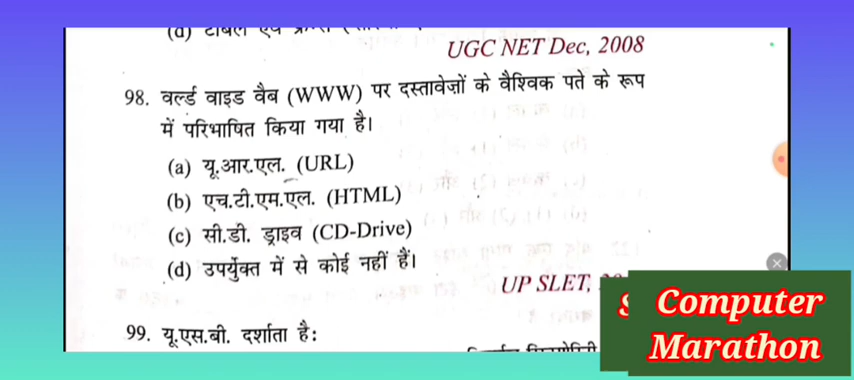 (d) टेबिल एवं
UGC NET Dec, 2008
98. वर्ल्ड वाइड वैब (WWW) पर दस्तावेज़ों के वैश्विक पते के रूप
में परिभाषित किया गया है।
(a) यू.आर.एल. (URL)
(b) एच.टी.एम.एल. (HTML)
(c) सी.डी. ड्राइव (CD-Drive)
(d) उपर्युक्त में से कोई नहीं हैं।
UP SLET,
Computer
Marathon
99. यू.एस.बी. दर्शाता है: